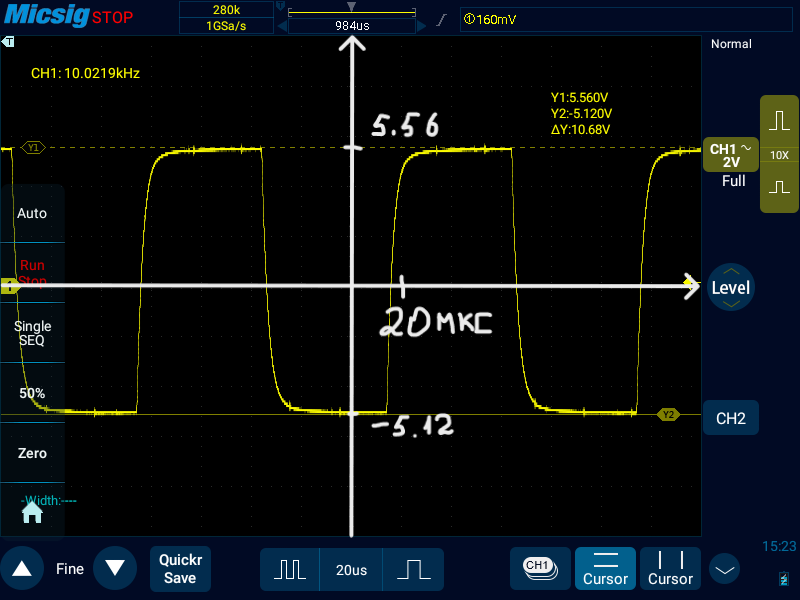 Micsig STOP
280k
1GSa/s
984us
①160mV
T
Normal
CH1: 10.0219kHz
Y1:5.560V
Y2:-5.120V
ΔY:10.68V
5.56
Y1
CH1
2V
10X
Full
Auto
Run
Stop
1
Level
20МКС
Single
SEQ
50%
-5.12
Y2
CH2
Zero
-Width:----
15:23
Fine
Quickr
Save
20us
CH1
Cursor
Cursor